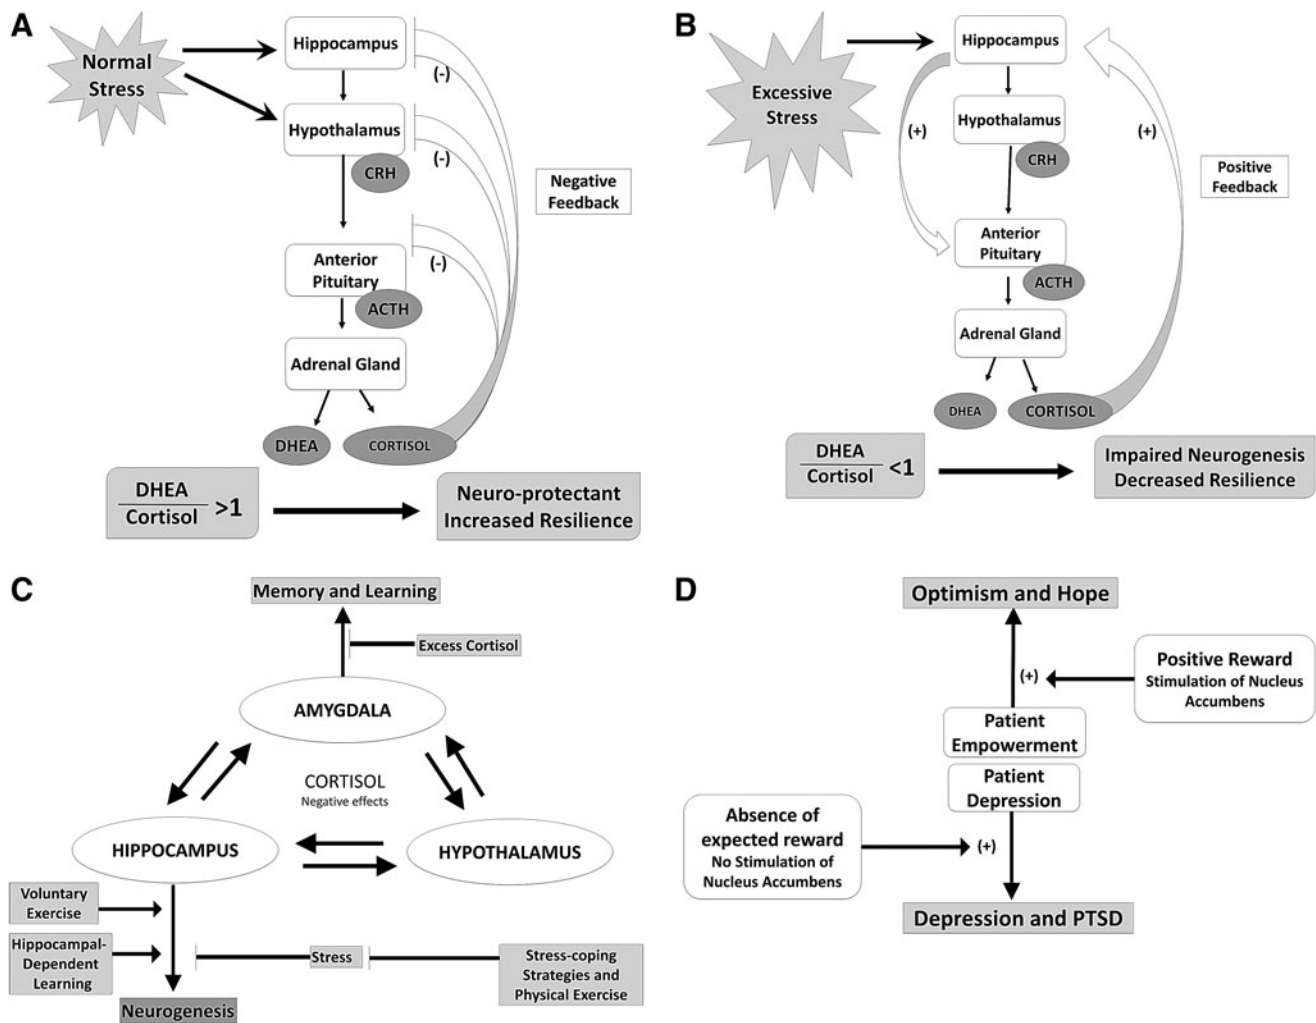 A
Normal
Stress
Hippocampus
(-)
Hypothalamus
(-)
CRH
Negative
Feedback
Anterior
Pituitary
(-)
ACTH
Adrenal Gland
DHEA
CORTISOL
DHEA
Cortisol
>1
Neuro-protectant
Increased Resilience
B
Excessive
Stress
Hippocampus
Hypothalamus
(+)
(+)
CRH
Positive
Feedback
Anterior
Pituitary
ACTH
Adrenal Gland
DHEA
CORTISOL
DHEA
Cortisol
<1
Impaired Neurogenesis
Decreased Resilience
C
Memory and Learning
Excess Cortisol
AMYGDALA
CORTISOL
Negative effects
HIPPOCAMPUS
HYPOTHALAMUS
Voluntary
Exercise
Hippocampal-
Dependent
Learning
Stress
Stress-coping
Strategies and
Physical Exercise
Neurogenesis
D
Optimism and Hope
(+)
Positive Reward
Stimulation of Nucleus
Accumbens
Patient
Empowerment
Patient
Depression
Absence of
expected reward
No Stimulation of
Nucleus Accumbens
(+)
Depression and PTSD